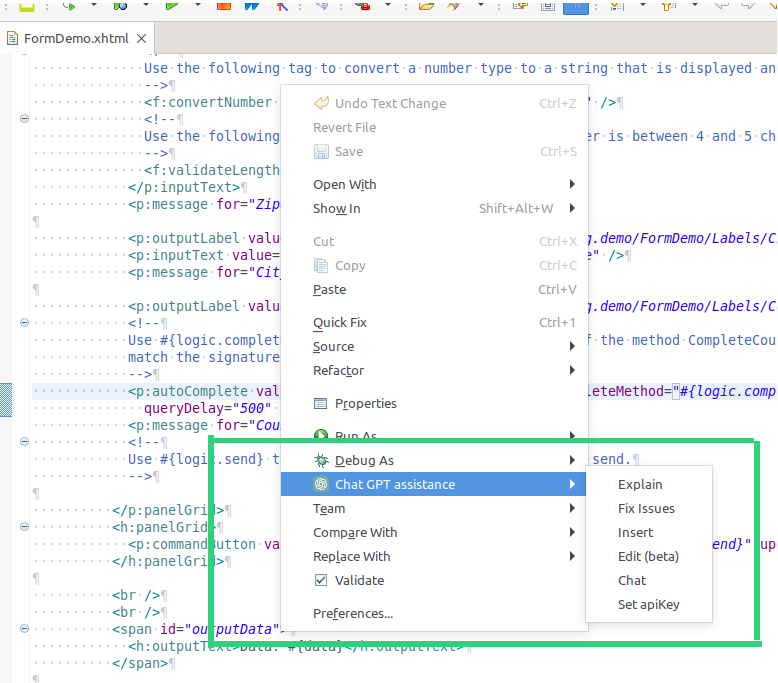 FormDemo.xhtml
<!--
Use the following tag to convert a number type to a string that is displayed an
-->¶
<f:convertNumber " />¶
<!--¶
Use the following er is between 4 and 5 ch
-->¶
<f:validateLength
</p:inputText>¶
<p:message for="Zip
¶
<p:outputLabel valu g.demo/FormDemo/Labels/C
<p:inputText value= e" />¶
<p:message for="Cit
¶
<p:outputLabel valu g.demo/FormDemo/Labels/Co
<!--¶
Use #{logic.complet f the method CompleteCou
match the signature
-->¶
<p:autoComplete val leteMethod="#{logic.comp
queryDelay="500"
<p:message for="Cou
<!--¶
Use #{logic.send} t send.¶
-->¶
¶
</p:panelGrid>¶
<h:panelGrid>¶
<p:commandButton va end}" up
</h:panelGrid>¶
¶
<br />¶
<br />¶
<span id="outputData">¶
<h:outputText>Data: #{data}</h:outputText>¶
</span>¶
Undo Text Change Ctrl+Z
Revert File
Save Ctrl+S
Open With
Show In Shift+Alt+W
Cut Ctrl+X
Copy Ctrl+C
Paste Ctrl+V
Quick Fix Ctrl+1
Source
Refactor
Properties
Run As
Debug As
Chat GPT assistance
Team
Compare With
Replace With
Validate
Preferences...
Explain
Fix Issues
Insert
Edit (beta)
Chat
Set apiKey